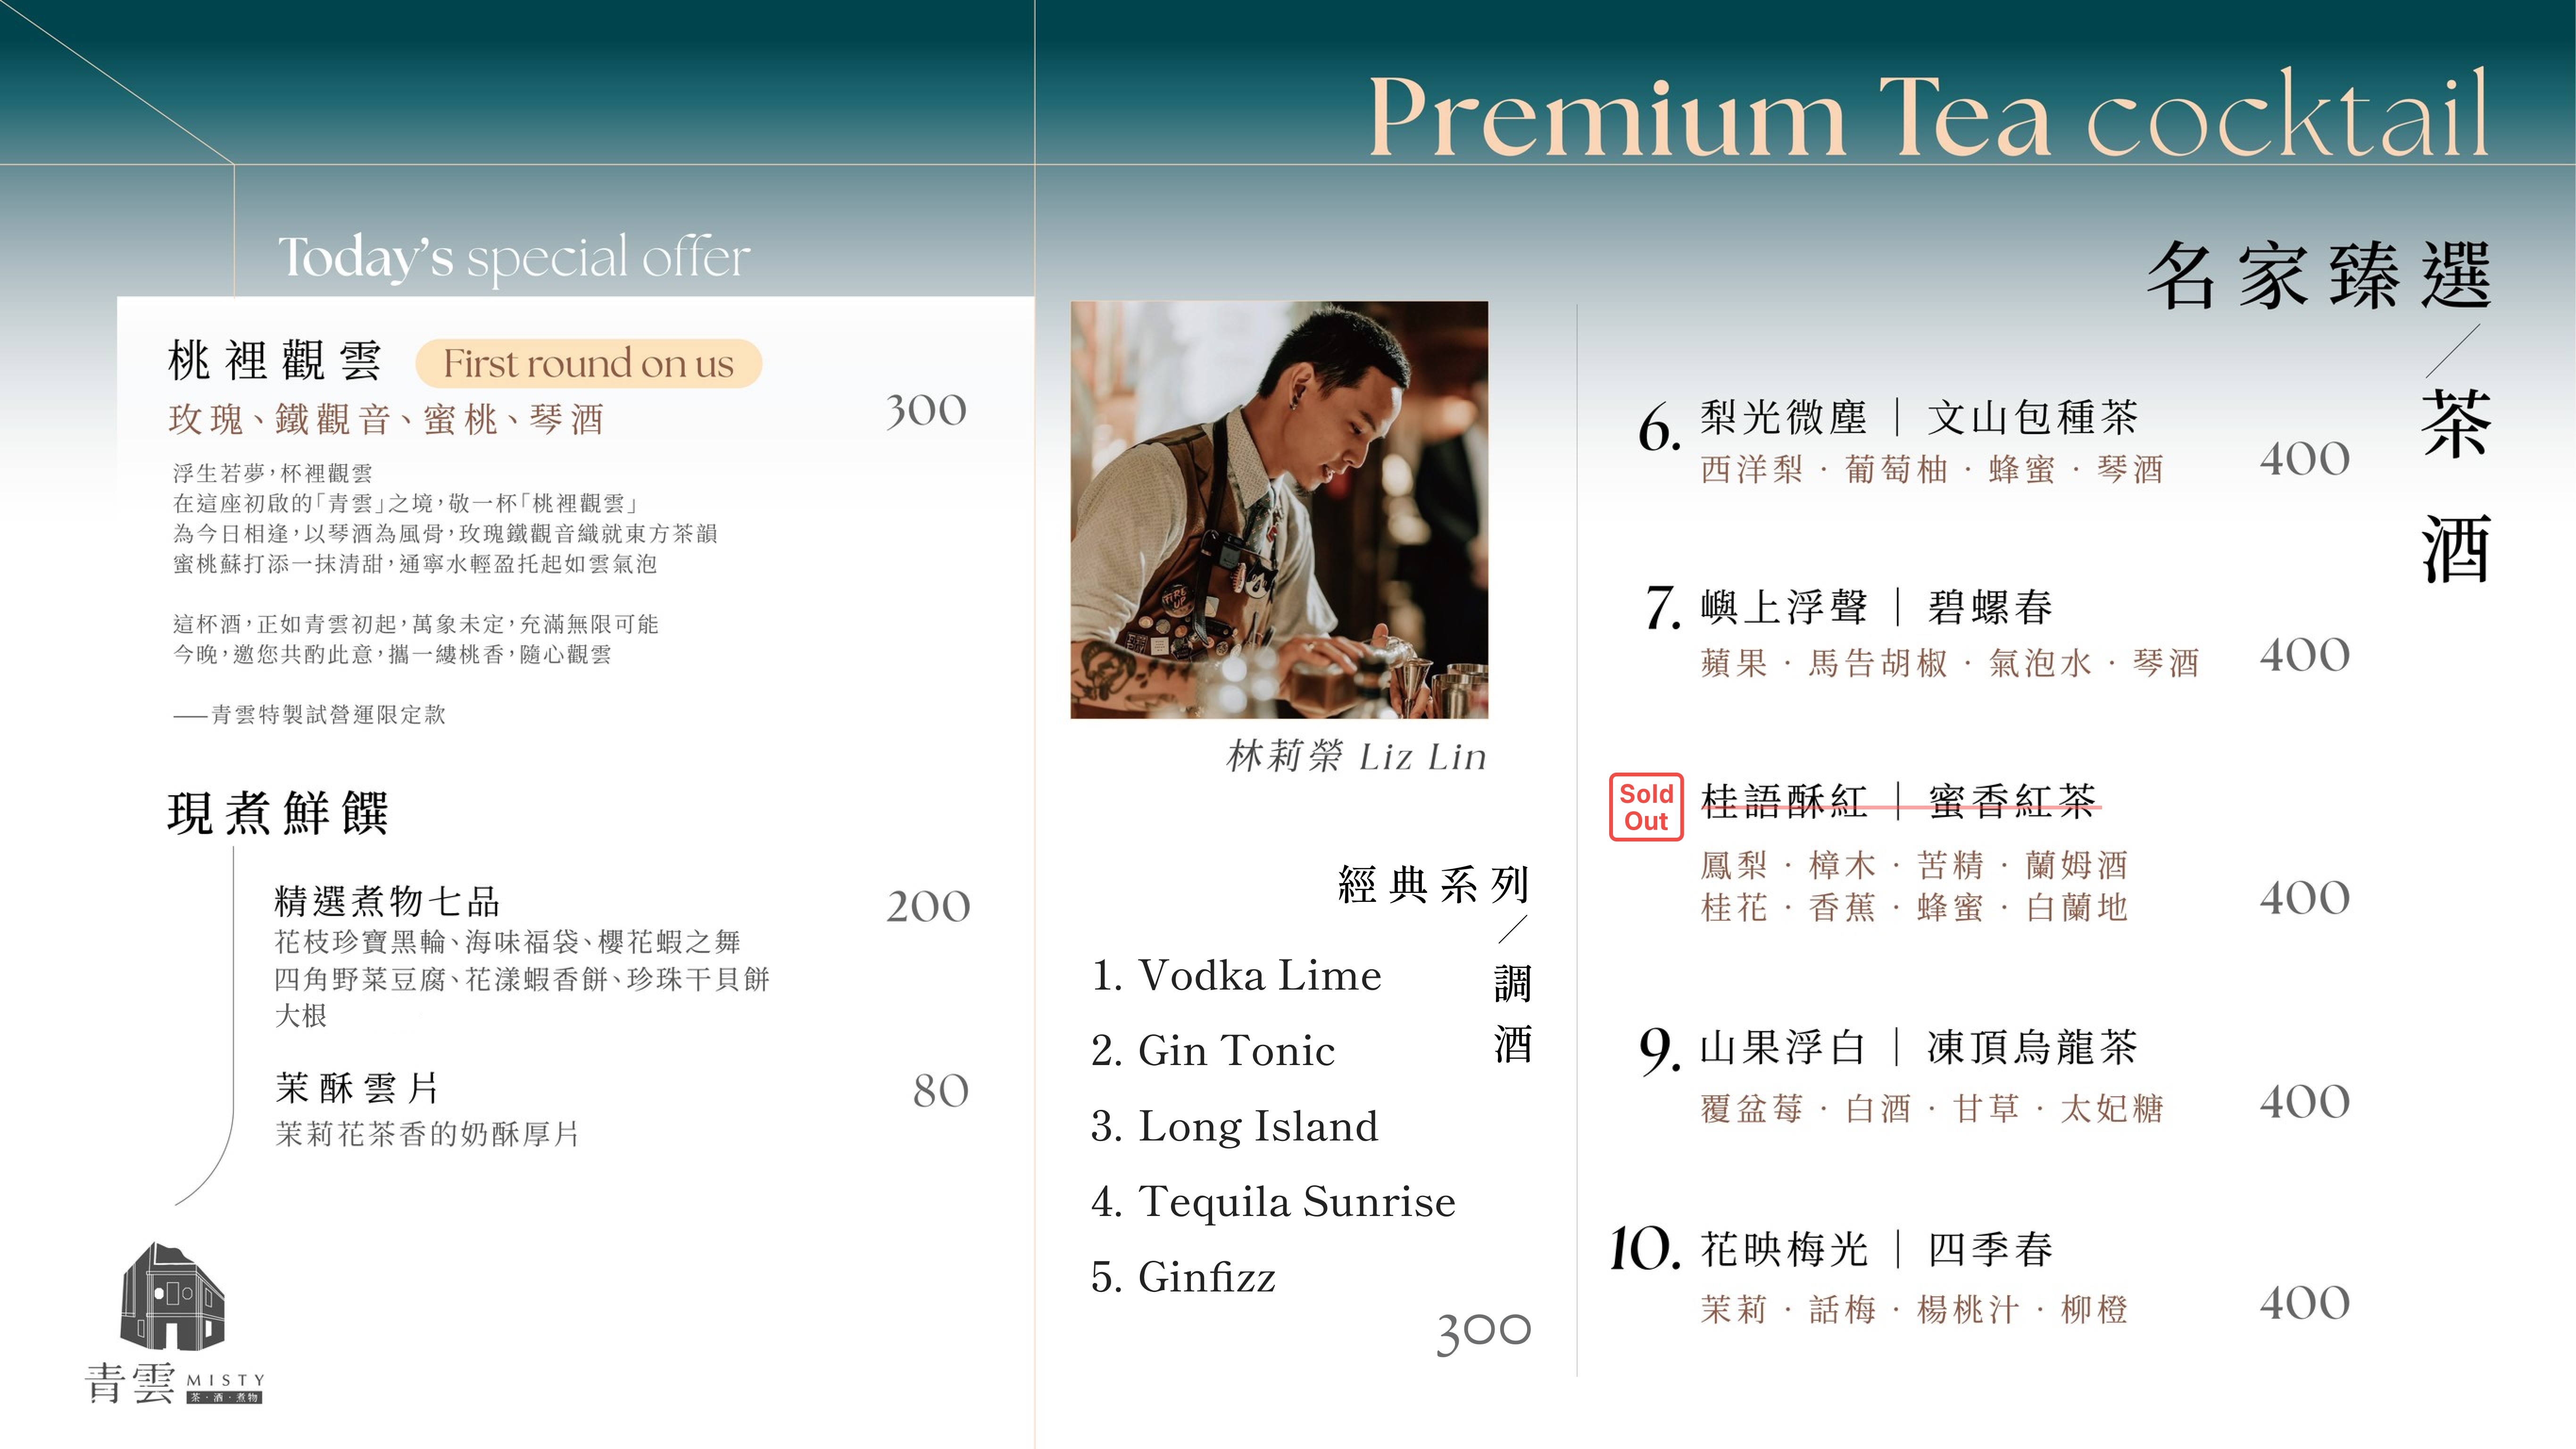 Premium Tea cocktail
Today's special offer
桃裡觀雲 First round on us
玫瑰、鐵觀音、蜜桃、琴酒 300
浮生若夢，杯裡觀雲
在這座初啟的「青雲」之境，敬一杯「桃裡觀雲」
為今日相逢，以琴酒為風骨，玫瑰鐵觀音織就東方茶韻
蜜桃蘇打添一抹清甜，通寧水輕盈托起如雲氣泡
這杯酒，正如青雲初起，萬象未定，充滿無限可能
今晚，邀您共酌此意，攜一縷桃香，隨心觀雲
——青雲特製試營運限定款
現煮鮮饌
精選煮物七品 200
花枝珍寶黑輪、海味福袋、櫻花蝦之舞
四角野菜豆腐、花漾蝦香餅、珍珠干貝餅
大根
茉酥雲片 80
茉莉花茶香的奶酥厚片
青雲 MISTY
茶·酒·煮物
FIRE UP
林莉榮 Liz Lin
經典系列
／
調酒
1. Vodka Lime
2. Gin Tonic
3. Long Island
4. Tequila Sunrise
5. Ginfizz
300
名家臻選
／
茶酒
6. 梨光微塵｜文山包種茶
西洋梨·葡萄柚·蜂蜜·琴酒 400
7. 嶼上浮聲｜碧螺春
蘋果·馬告胡椒·氣泡水·琴酒 400
Sold Out 桂語酥紅｜蜜香紅茶
鳳梨·樟木·苦精·蘭姆酒
桂花·香蕉·蜂蜜·白蘭地 400
9. 山果浮白｜凍頂烏龍茶
覆盆莓·白酒·甘草·太妃糖 400
10. 花映梅光｜四季春
茉莉·話梅·楊桃汁·柳橙 400